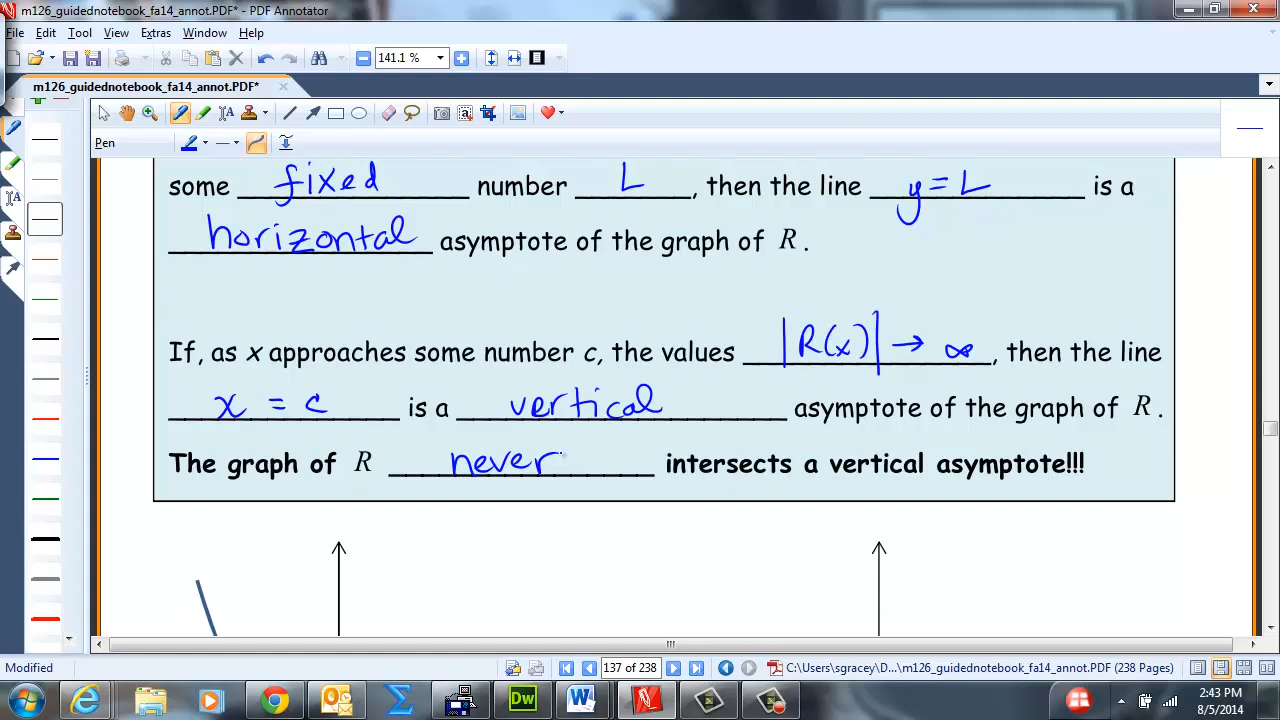 m126_guidednotebook_fa14_annot.PDF* - PDF Annotator
File Edit Tool View Extras Window Help
141.1 %
m126_guidednotebook_fa14_annot.PDF*
Pen
some fixed number L, then the line y = L is a
horizontal asymptote of the graph of R.
If, as x approaches some number c, the values |R(x)| → ∞, then the line
x = c is a vertical asymptote of the graph of R.
The graph of R never intersects a vertical asymptote!!!
Modified 137 of 238 C:\Users\sgracey\D...\m126_guidednotebook_fa14_annot.PDF (238 Pages)
Dw
2:43 PM
8/5/2014